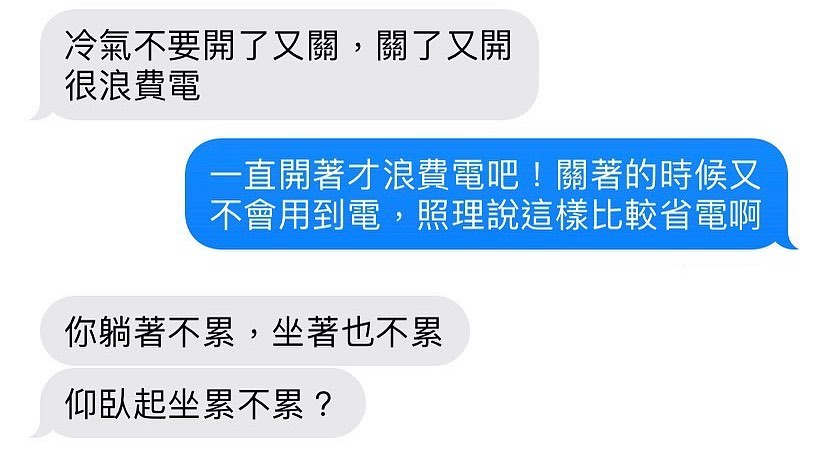 冷氣不要開了又關，關了又開
很浪費電
一直開著才浪費電吧！關著的時候又
不會用到電，照理說這樣比較省電啊
你躺著不累，坐著也不累
仰臥起坐累不累？